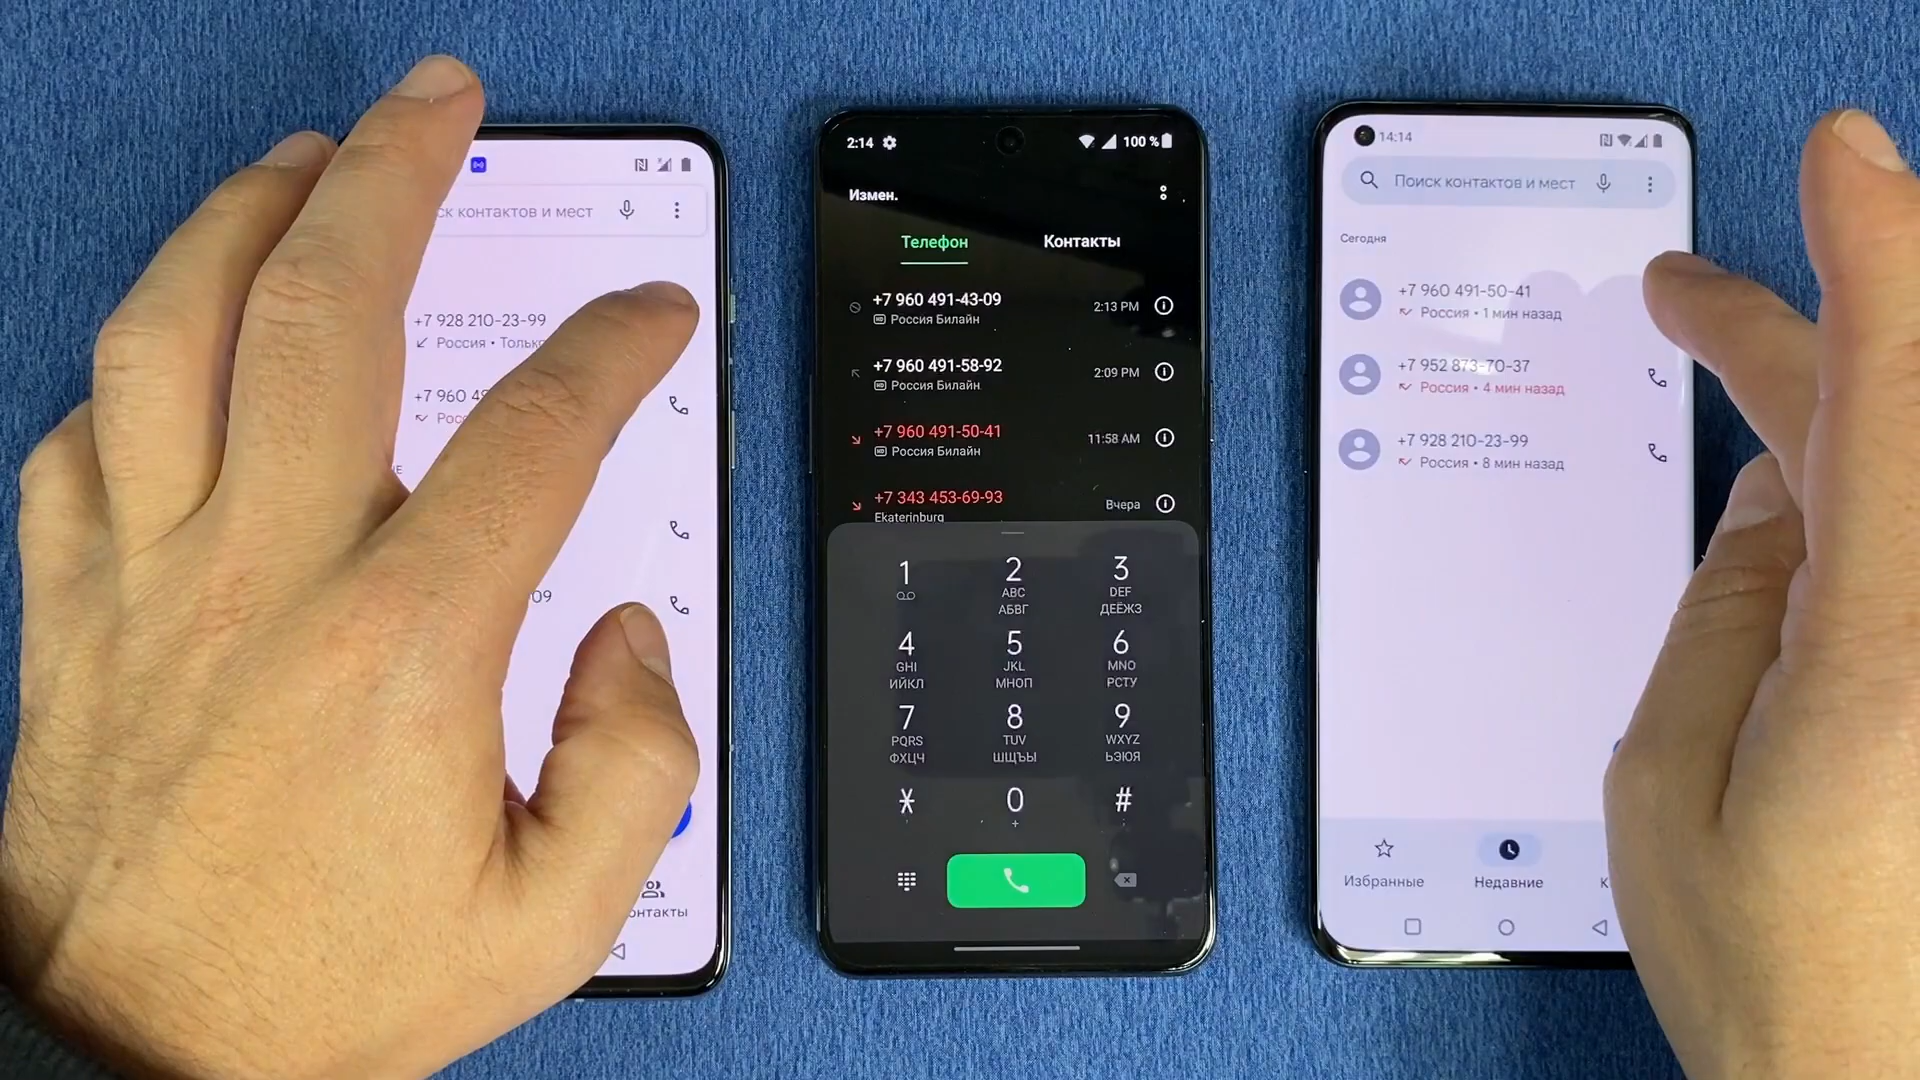 ск контактов и мест
+7 928 210-23-99
Россия •
+7 960
09
онтакты
2:14
100 %
Измен.
Телефон
Контакты
+7 960 491-43-09
2:13 PM
HD Россия Билайн
+7 960 491-58-92
2:09 PM
HD Россия Билайн
+7 960 491-50-41
11:58 AM
HD Россия Билайн
+7 343 453-69-93
Вчера
Ekaterinburg
1
2
3
ABC
DEF
АБВГ
ДЕЁЖЗ
4
5
6
GHI
JKL
MNO
ИЙКЛ
МНОП
РСТУ
7
8
9
PQRS
TUV
WXYZ
ФХЦЧ
ШЩЪЫ
ЬЭЮЯ
*
0
#
,
+
;
14:14
Поиск контактов и мест
Сегодня
+7 960 491-50-41
Россия • 1 мин назад
+7 952 873-70-37
Россия • 4 мин назад
+7 928 210-23-99
Россия • 8 мин назад
Избранные
Недавние
К